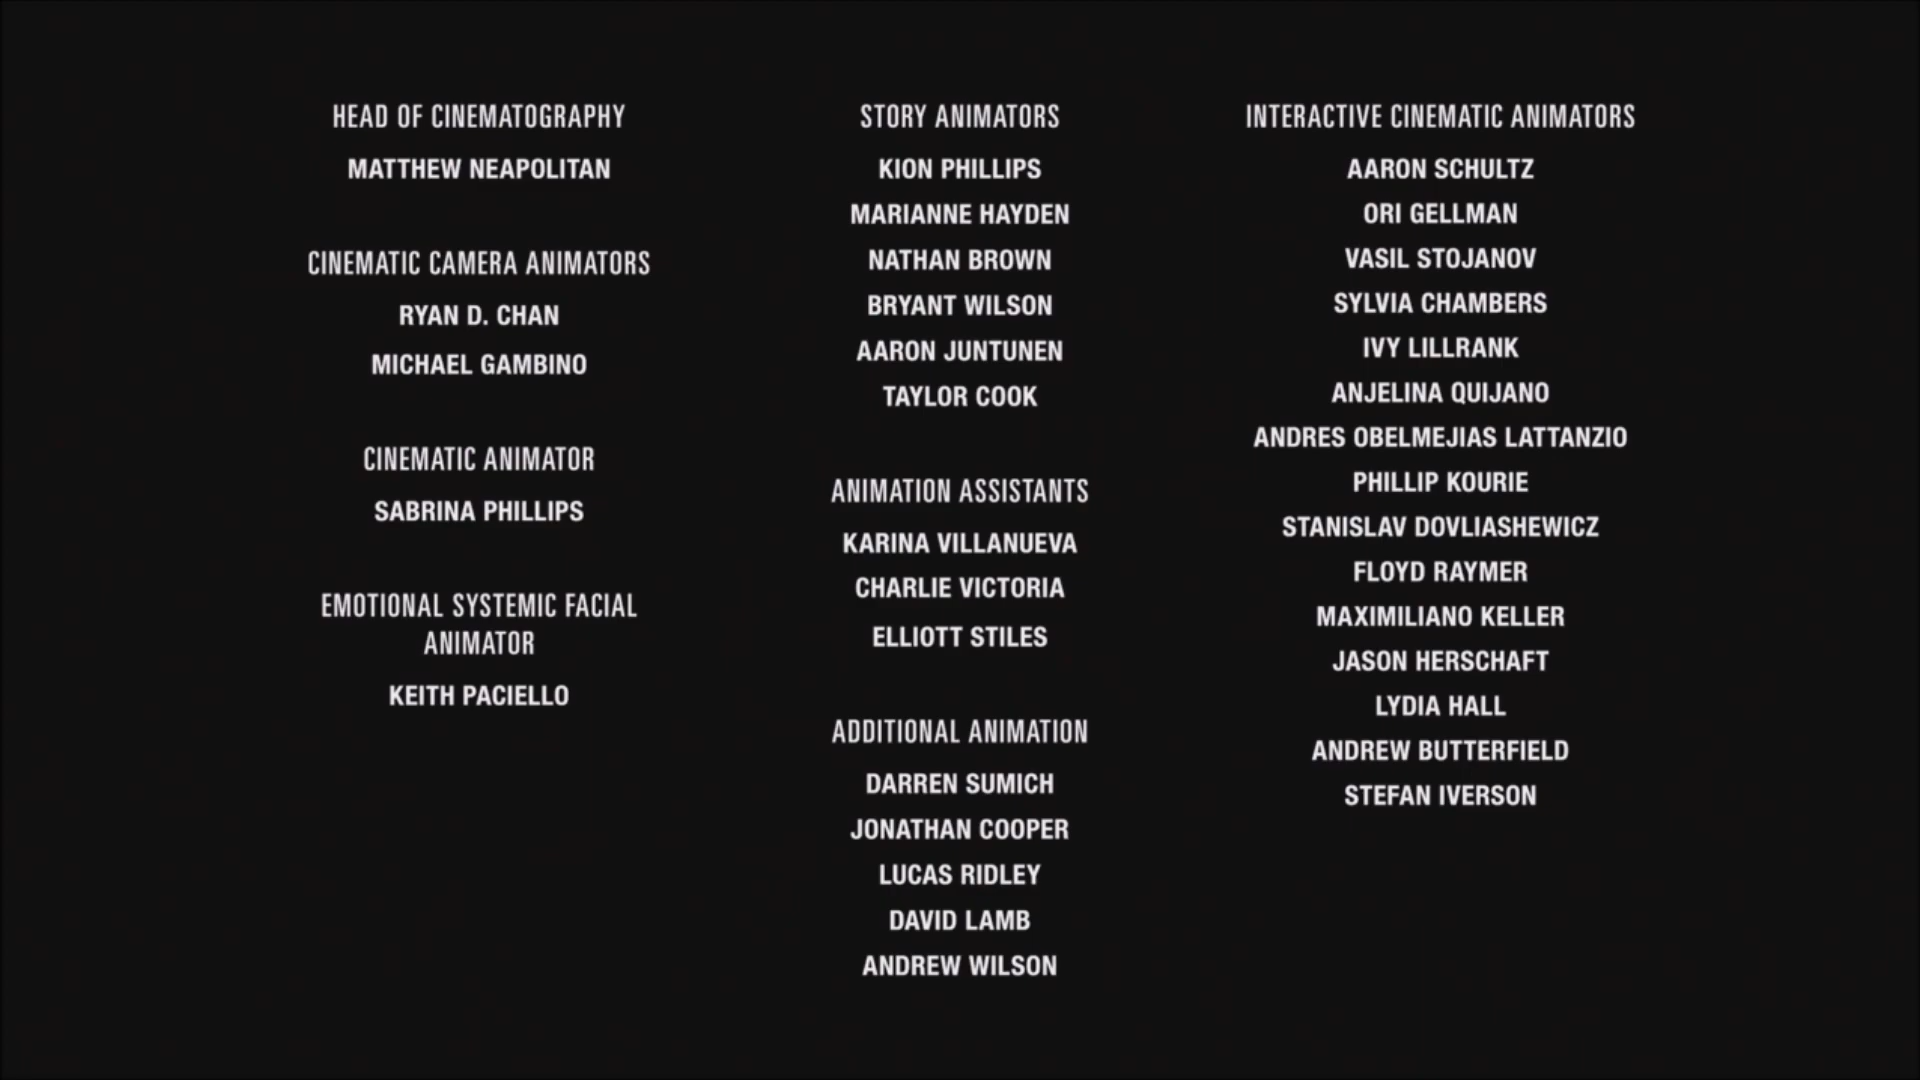 HEAD OF CINEMATOGRAPHY
MATTHEW NEAPOLITAN
CINEMATIC CAMERA ANIMATORS
RYAN D. CHAN
MICHAEL GAMBINO
CINEMATIC ANIMATOR
SABRINA PHILLIPS
EMOTIONAL SYSTEMIC FACIAL
ANIMATOR
KEITH PACIELLO
STORY ANIMATORS
KION PHILLIPS
MARIANNE HAYDEN
NATHAN BROWN
BRYANT WILSON
AARON JUNTUNEN
TAYLOR COOK
ANIMATION ASSISTANTS
KARINA VILLANUEVA
CHARLIE VICTORIA
ELLIOTT STILES
ADDITIONAL ANIMATION
DARREN SUMICH
JONATHAN COOPER
LUCAS RIDLEY
DAVID LAMB
ANDREW WILSON
INTERACTIVE CINEMATIC ANIMATORS
AARON SCHULTZ
ORI GELLMAN
VASIL STOJANOV
SYLVIA CHAMBERS
IVY LILLRANK
ANJELINA QUIJANO
ANDRES OBELMEJIAS LATTANZIO
PHILLIP KOURIE
STANISLAV DOVLIASHEWICZ
FLOYD RAYMER
MAXIMILIANO KELLER
JASON HERSCHAFT
LYDIA HALL
ANDREW BUTTERFIELD
STEFAN IVERSON